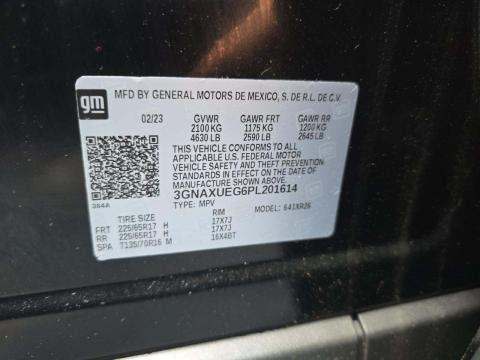 gm
MFD BY GENERAL MOTORS DE MEXICO, S. DE R.L. DE C.V.
02/23 GVWR GAWR FRT GAWR RR
2100 KG 1175 KG 1200 KG
4630 LB 2590 LB 2645 LB
THIS VEHICLE CONFORMS TO ALL
APPLICABLE U.S. FEDERAL MOTOR
VEHICLE SAFETY AND THEFT PREVENTION
STANDARDS IN EFFECT ON THE DATE OF
MANUFACTURE SHOWN ABOVE.
3GNAXUEG6PL201614
384A TYPE: MPV MODEL: 641XR26
TIRE SIZE RIM
FRT 225/65R17 H 17X7J
RR 225/65R17 H 17X7J
SPA T135/70R16 M 16X4BT